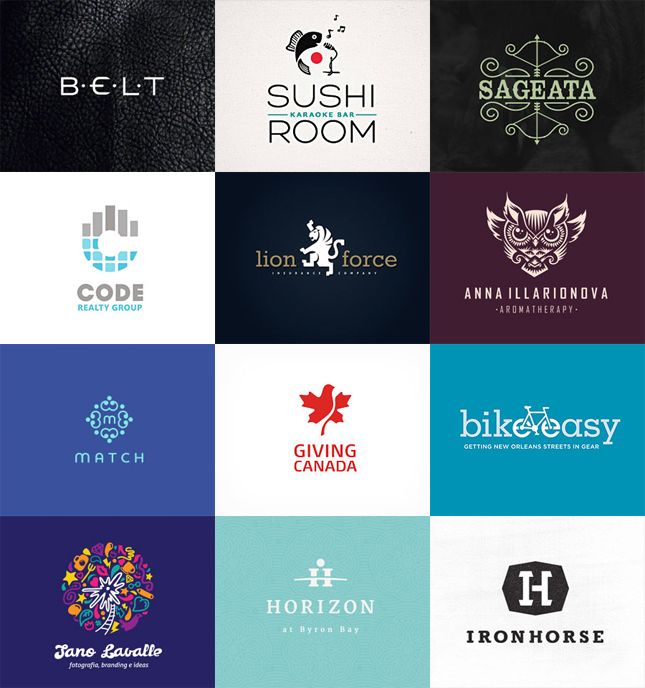 B·E·L·T
SUSHI
KARAOKE BAR
ROOM
SAGEATA
CODE
REALTY GROUP
lion force
INSURANCE COMPANY
ANNA ILLARIONOVA
·AROMATHERAPY·
m
MATCH
GIVING
CANADA
bikeeasy
GETTING NEW ORLEANS STREETS IN GEAR
Jano Lavalle
fotografia, branding e ideas
H
HORIZON
at Byron Bay
H
IRONHORSE